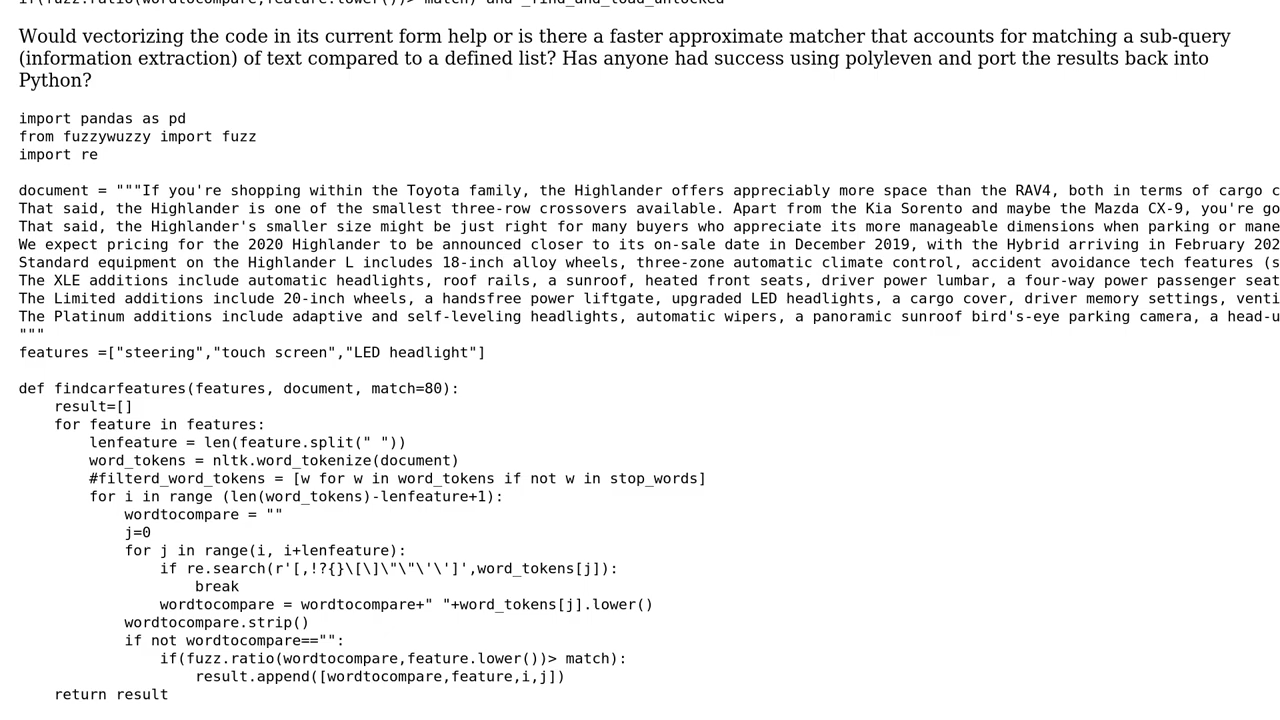 if(fuzz.ratio(wordtocompare,feature.lower())> match) and _find_and_load_unlocked
Would vectorizing the code in its current form help or is there a faster approximate matcher that accounts for matching a sub-query
(information extraction) of text compared to a defined list? Has anyone had success using polyleven and port the results back into
Python?
import pandas as pd
from fuzzywuzzy import fuzz
import re
document = """If you're shopping within the Toyota family, the Highlander offers appreciably more space than the RAV4, both in terms of cargo c
That said, the Highlander is one of the smallest three-row crossovers available. Apart from the Kia Sorento and maybe the Mazda CX-9, you're go
That said, the Highlander's smaller size might be just right for many buyers who appreciate its more manageable dimensions when parking or mane
We expect pricing for the 2020 Highlander to be announced closer to its on-sale date in December 2019, with the Hybrid arriving in February 202
Standard equipment on the Highlander L includes 18-inch alloy wheels, three-zone automatic climate control, accident avoidance tech features (s
The XLE additions include automatic headlights, roof rails, a sunroof, heated front seats, driver power lumbar, a four-way power passenger seat
The Limited additions include 20-inch wheels, a handsfree power liftgate, upgraded LED headlights, a cargo cover, driver memory settings, venti
The Platinum additions include adaptive and self-leveling headlights, automatic wipers, a panoramic sunroof bird's-eye parking camera, a head-u
"""
features =["steering","touch screen","LED headlight"]
def findcarfeatures(features, document, match=80):
    result=[]
    for feature in features:
        lenfeature = len(feature.split(" "))
        word_tokens = nltk.word_tokenize(document)
        #filterd_word_tokens = [w for w in word_tokens if not w in stop_words]
        for i in range (len(word_tokens)-lenfeature+1):
            wordtocompare = ""
            j=0
            for j in range(i, i+lenfeature):
                if re.search(r'[,!?{}\[\]\"\"\'\']',word_tokens[j]):
                    break
                wordtocompare = wordtocompare+" "+word_tokens[j].lower()
            wordtocompare.strip()
            if not wordtocompare=="":
                if(fuzz.ratio(wordtocompare,feature.lower())> match):
                    result.append([wordtocompare,feature,i,j])
    return result